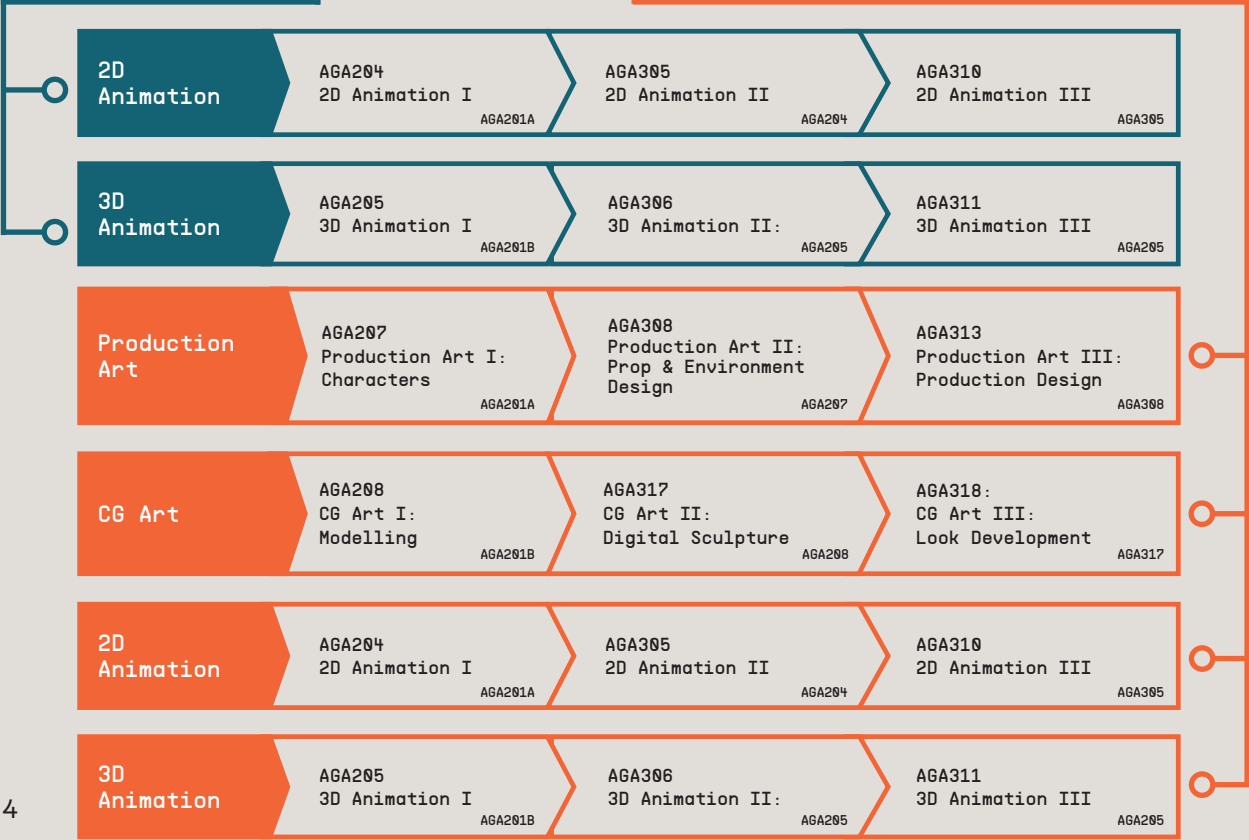 2D
Animation
AGA204
2D Animation I
AGA201A
AGA305
2D Animation II
AGA204
AGA310
2D Animation III
AGA305
3D
Animation
AGA205
3D Animation I
AGA201B
AGA306
3D Animation II:
AGA205
AGA311
3D Animation III
AGA205
Production
Art
AGA207
Production Art I:
Characters
AGA201A
AGA308
Production Art II:
Prop & Environment
Design
AGA207
AGA313
Production Art III:
Production Design
AGA308
CG Art
AGA208
CG Art I:
Modelling
AGA201B
AGA317
CG Art II:
Digital Sculpture
AGA208
AGA318:
CG Art III:
Look Development
AGA317
2D
Animation
AGA204
2D Animation I
AGA201A
AGA305
2D Animation II
AGA204
AGA310
2D Animation III
AGA305
3D
Animation
AGA205
3D Animation I
AGA201B
AGA306
3D Animation II:
AGA205
AGA311
3D Animation III
AGA205
4